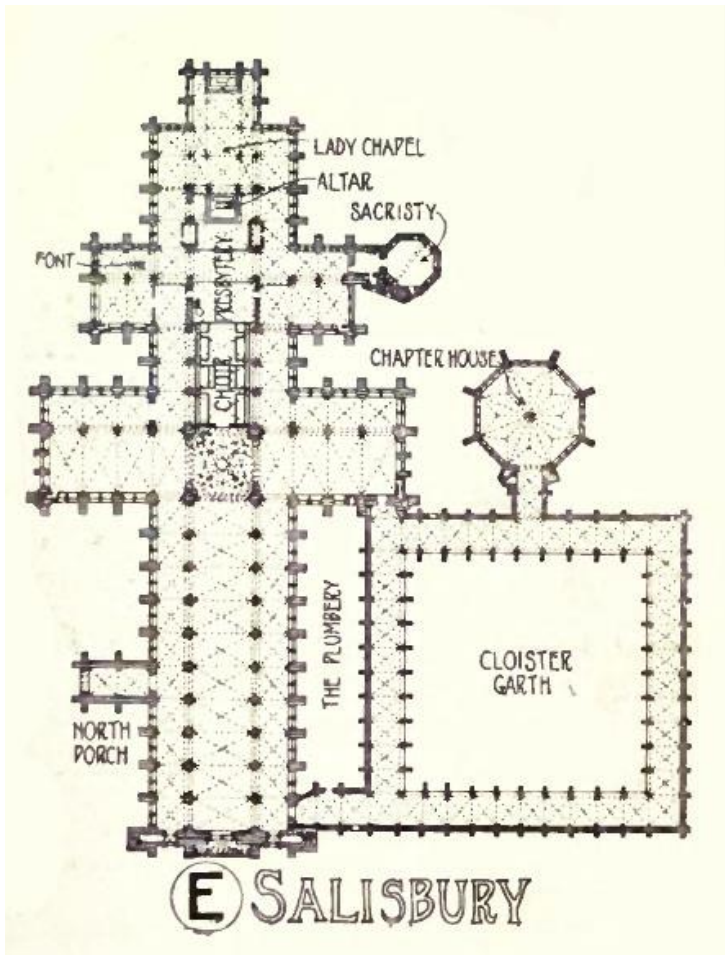 LADY CHAPEL
ALTAR
SACRISTY
FONT
PRESBYTERY
CHOIR
CHAPTER HOUSE
THE PLUMBERY
CLOISTER
GARTH
NORTH
PORCH
E SALISBURY